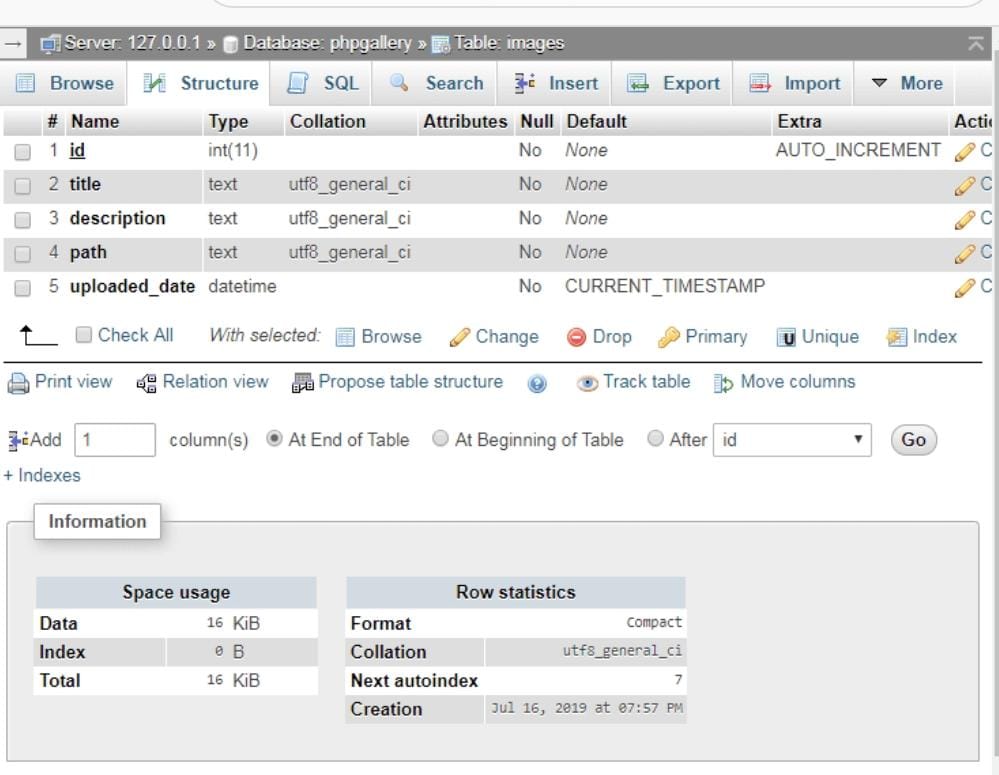 → Server: 127.0.0.1 » Database: phpgallery » Table: images
Browse Structure SQL Search Insert Export Import More
# Name Type Collation Attributes Null Default Extra Actio
1 id int(11) No None AUTO_INCREMENT C
2 title text utf8_general_ci No None C
3 description text utf8_general_ci No None C
4 path text utf8_general_ci No None C
5 uploaded_date datetime No CURRENT_TIMESTAMP C
Check All With selected: Browse Change Drop Primary Unique Index
Print view Relation view Propose table structure Track table Move columns
Add 1 column(s) At End of Table At Beginning of Table After id Go
+ Indexes
Information
Space usage Row statistics
Data 16 KiB Format Compact
Index 0 B Collation utf8_general_ci
Total 16 KiB Next autoindex 7
Creation Jul 16, 2019 at 07:57 PM